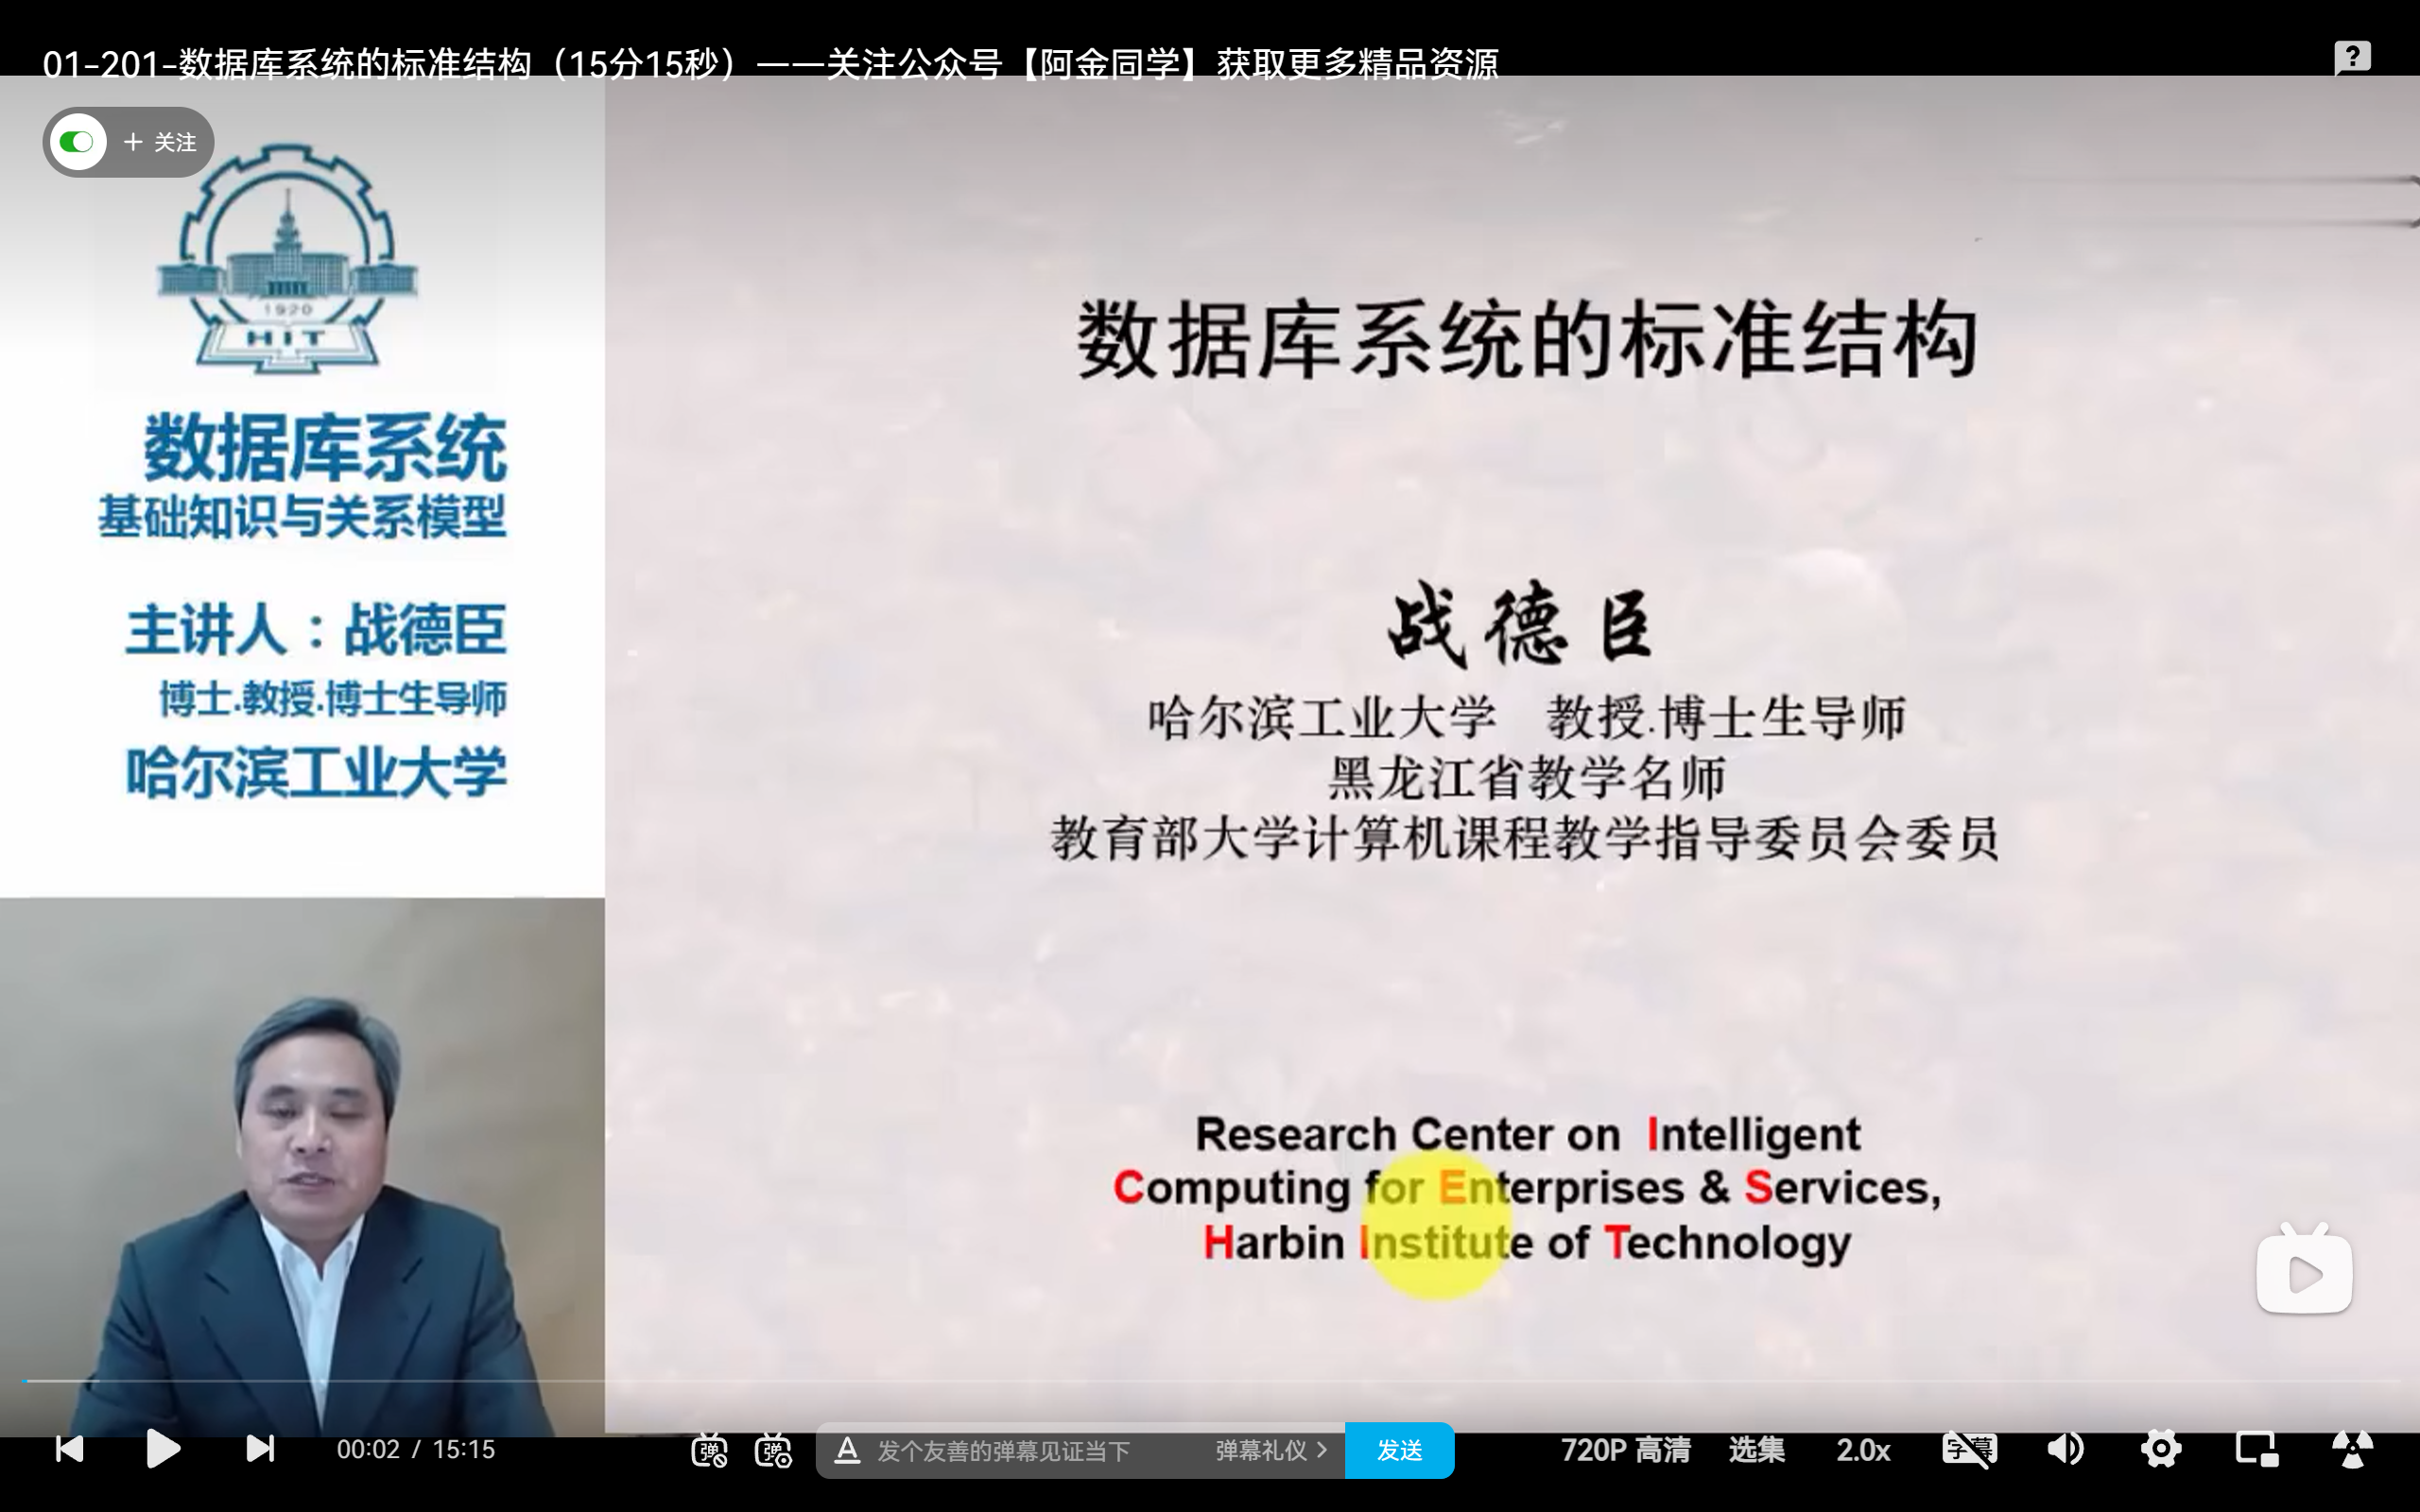 01-201-数据库系统的标准结构（15分15秒）——关注公众号【阿金同学】获取更多精品资源
+ 关注
1920
HIT
数据库系统
基础知识与关系模型
主讲人：战德臣
博士.教授.博士生导师
哈尔滨工业大学
数据库系统的标准结构
战德臣
哈尔滨工业大学 教授.博士生导师
黑龙江省教学名师
教育部大学计算机课程教学指导委员会委员
Research Center on Intelligent
Computing for Enterprises & Services,
Harbin Institute of Technology
00:02 / 15:15
弹
弹
A
发个友善的弹幕见证当下
弹幕礼仪 >
发送
720P 高清
选集
2.0x
字幕